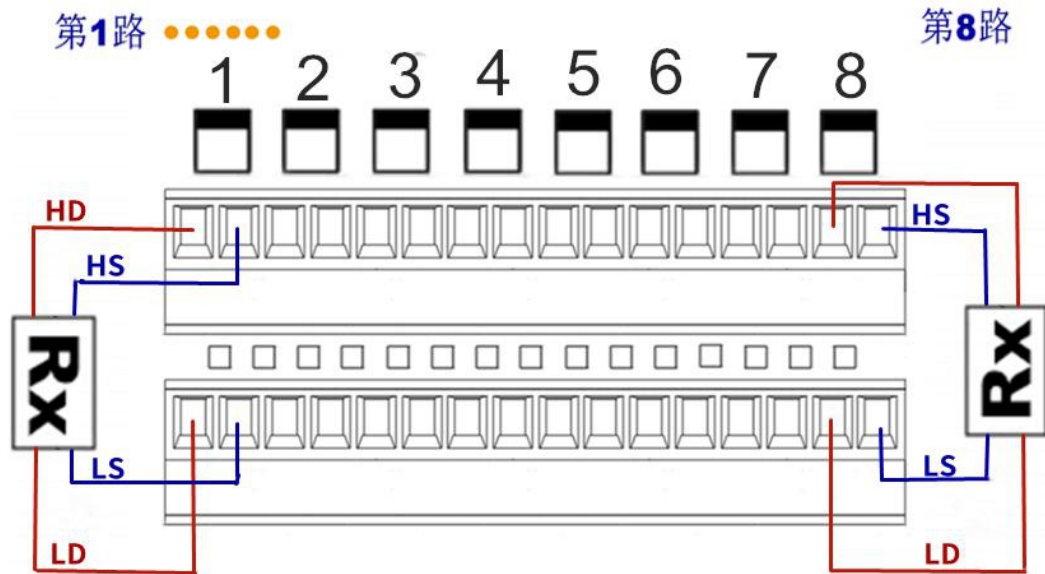 第1路 ●●●●●● 第8路
1 2 3 4 5 6 7 8
HD
HS
HS
Rx
Rx
LS
LS
LD
LD